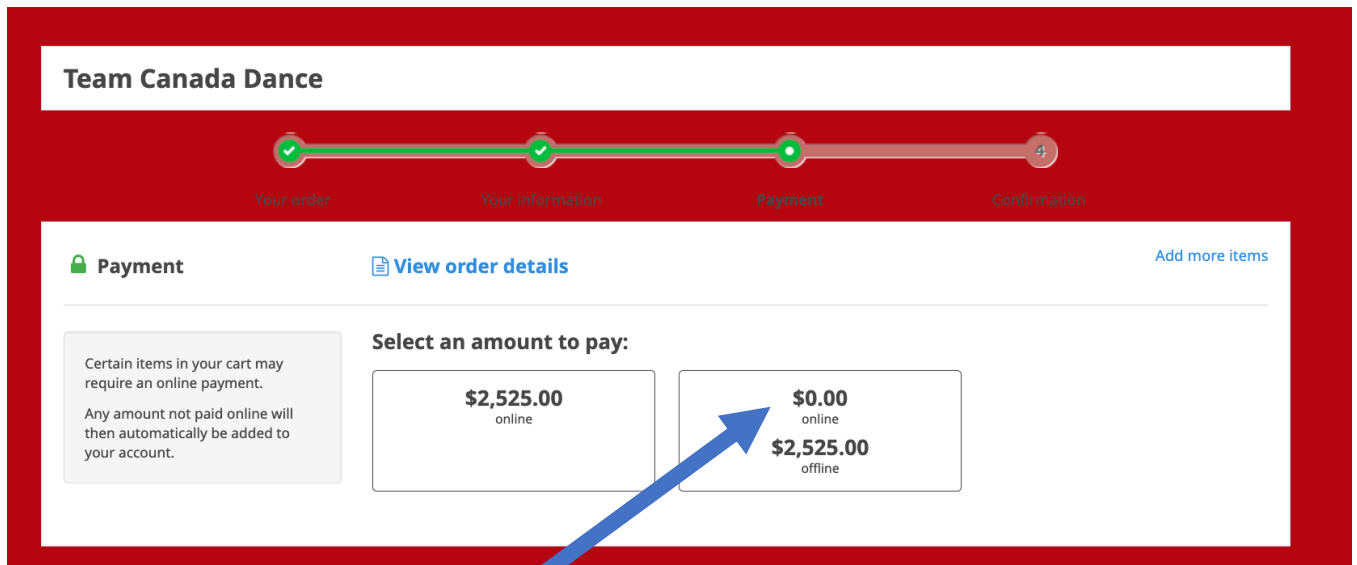 Team Canada Dance
4
Your order
Your information
Payment
Confirmation
Payment
View order details
Add more items
Certain items in your cart may
require an online payment.
Any amount not paid online will
then automatically be added to
your account.
Select an amount to pay:
$2,525.00
online
$0.00
online
$2,525.00
offline